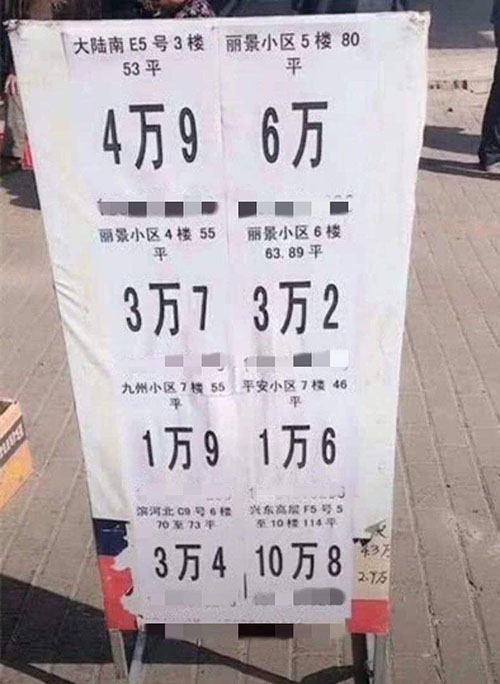 大陆南 E5 号 3 楼
53 平
4万9
丽景小区 5 楼 80
平
6万
丽景小区 4 楼 55
平
3万7
丽景小区 6 楼
63.89 平
3万2
九州小区 7 楼 55
平
1万9
平安小区 7 楼 46
平
1万6
滨河北 C9 号 6 楼
70 至 73 平
3万4
兴东高层 F5 号 5
至 10 楼 114 平
10万8
2.9万